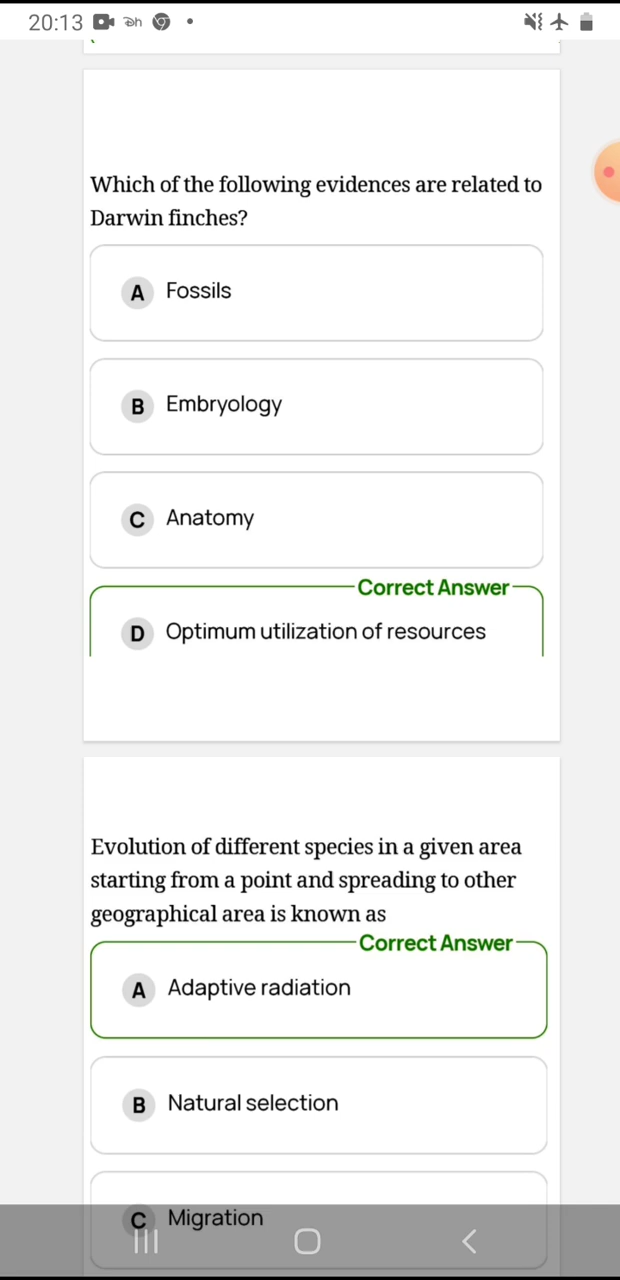 20:13
Which of the following evidences are related to
Darwin finches?
A Fossils
B Embryology
C Anatomy
Correct Answer
D Optimum utilization of resources
Evolution of different species in a given area
starting from a point and spreading to other
geographical area is known as
Correct Answer
A Adaptive radiation
B Natural selection
C Migration